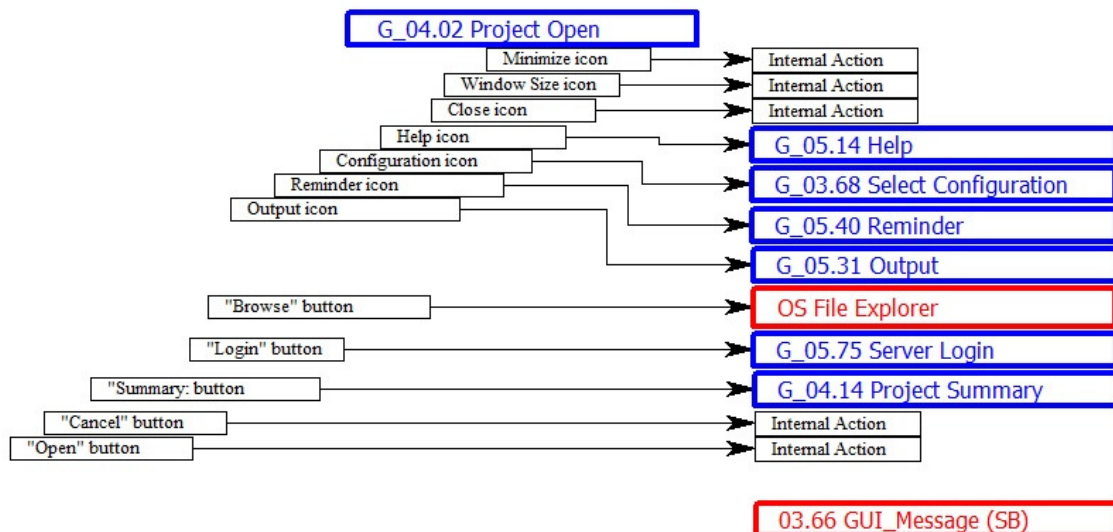 G_04.02 Project Open
Minimize icon
Internal Action
Window Size icon
Internal Action
Close icon
Internal Action
Help icon
G_05.14 Help
Configuration icon
G_03.68 Select Configuration
Reminder icon
G_05.40 Reminder
Output icon
G_05.31 Output
"Browse" button
OS File Explorer
"Login" button
G_05.75 Server Login
"Summary: button
G_04.14 Project Summary
"Cancel" button
Internal Action
"Open" button
Internal Action
03.66 GUI_Message (SB)